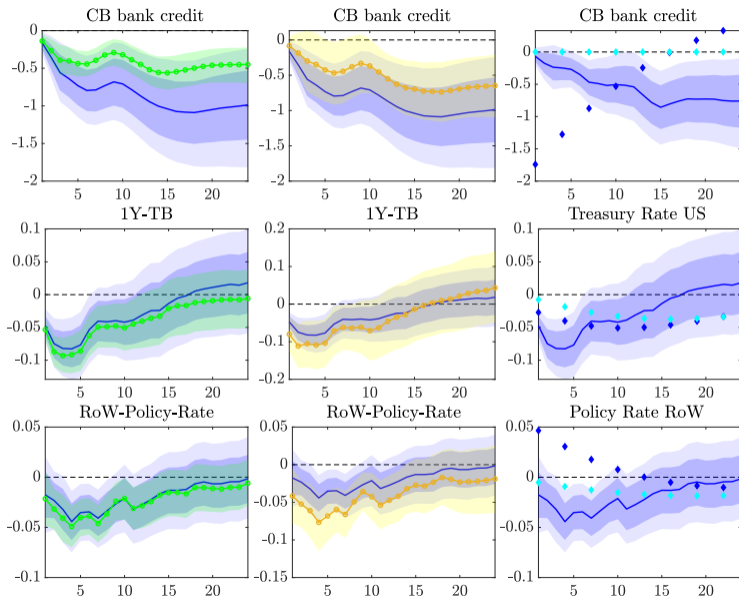 CB bank credit CB bank credit CB bank credit
0 0 0
-0.5 -0.5 -0.5
-1 -1 -1
-1.5 -1.5 -1.5
-2 -2 -2
5 10 15 20 5 10 15 20 5 10 15 20
1Y-TB 1Y-TB Treasury Rate US
0.1 0.2 0.1
0.05 0.1 0.05
0 0 0
-0.05 0.1 -0.05
-0.1 0.2 -0.1
5 10 15 20 5 10 15 20 5 10 15 20
RoW-Policy-Rate RoW-Policy-Rate Policy Rate RoW
0.05 0.05 0.05
0 0 0
-0.05 -0.05 -0.05
-0.1 -0.1 -0.1
-0.15
5 10 15 20 5 10 15 20 5 10 15 20